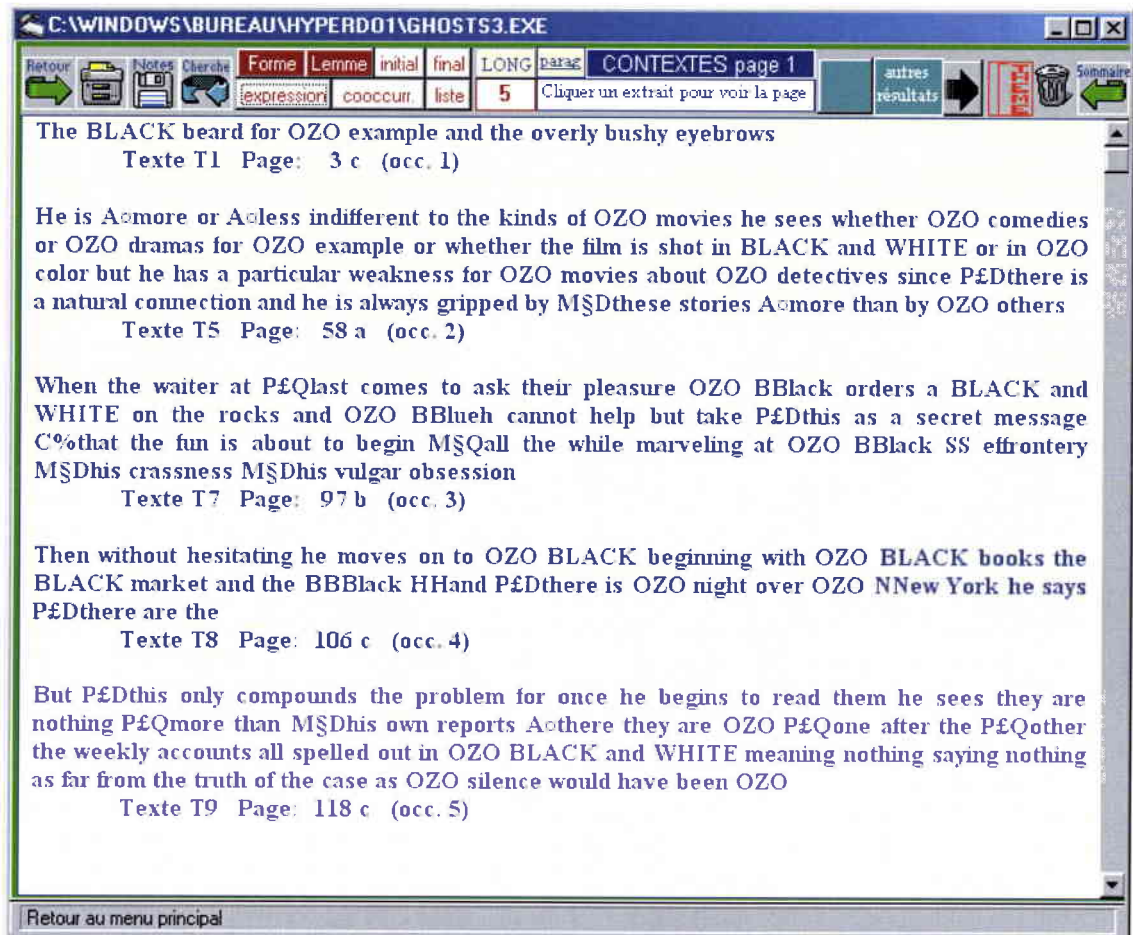 C:\WINDOWS\BUREAU\HYPERDO1\GHOSTS3.EXE
Retour Notes Cherche Forme Lemme initial final LONG parag CONTEXTES page 1 autres résultats THEME Sommaire
expression cooccurr. liste 5 Cliquer un extrait pour voir la page
The BLACK beard for OZO example and the overly bushy eyebrows
Texte T1 Page: 3 c (occ. 1)
He is A¤more or A¤less indifferent to the kinds of OZO movies he sees whether OZO comedies
or OZO dramas for OZO example or whether the film is shot in BLACK and WHITE or in OZO
color but he has a particular weakness for OZO movies about OZO detectives since P£Dthere is
a natural connection and he is always gripped by M§Dthese stories A¤more than by OZO others
Texte T5 Page: 58 a (occ. 2)
When the waiter at P£Qlast comes to ask their pleasure OZO BBlack orders a BLACK and
WHITE on the rocks and OZO BBlueh cannot help but take P£Dthis as a secret message
C%that the fun is about to begin M§Qall the while marveling at OZO BBlack SS effrontery
M§Dhis crassness M§Dhis vulgar obsession
Texte T7 Page: 97 b (occ. 3)
Then without hesitating he moves on to OZO BLACK beginning with OZO BLACK books the
BLACK market and the BBBlack HHand P£Dthere is OZO night over OZO NNew York he says
P£Dthere are the
Texte T8 Page: 106 c (occ. 4)
But P£Dthis only compounds the problem for once he begins to read them he sees they are
nothing P£Qmore than M§Dhis own reports A¤there they are OZO P£Qone after the P£Qother
the weekly accounts all spelled out in OZO BLACK and WHITE meaning nothing saying nothing
as far from the truth of the case as OZO silence would have been OZO
Texte T9 Page: 118 c (occ. 5)
Retour au menu principal